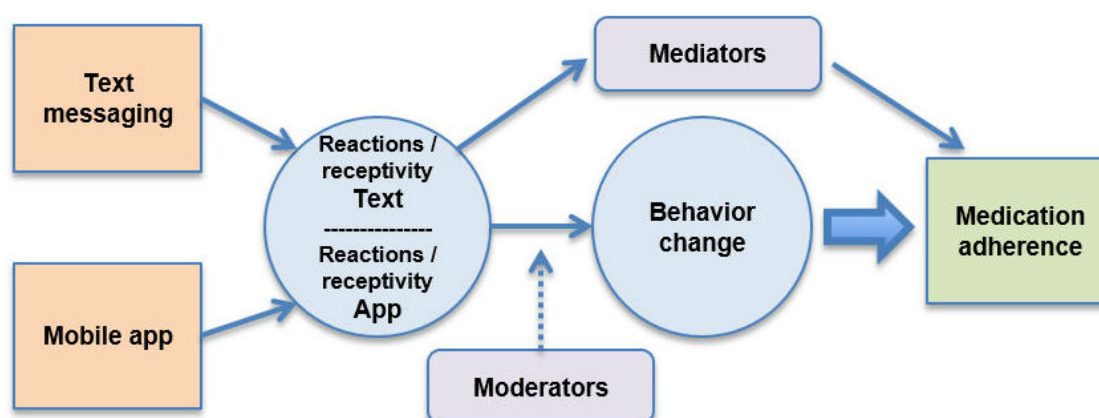 Text
messaging
Mobile app
Reactions /
receptivity
Text
---------------
Reactions /
receptivity
App
Mediators
Moderators
Behavior
change
Medication
adherence